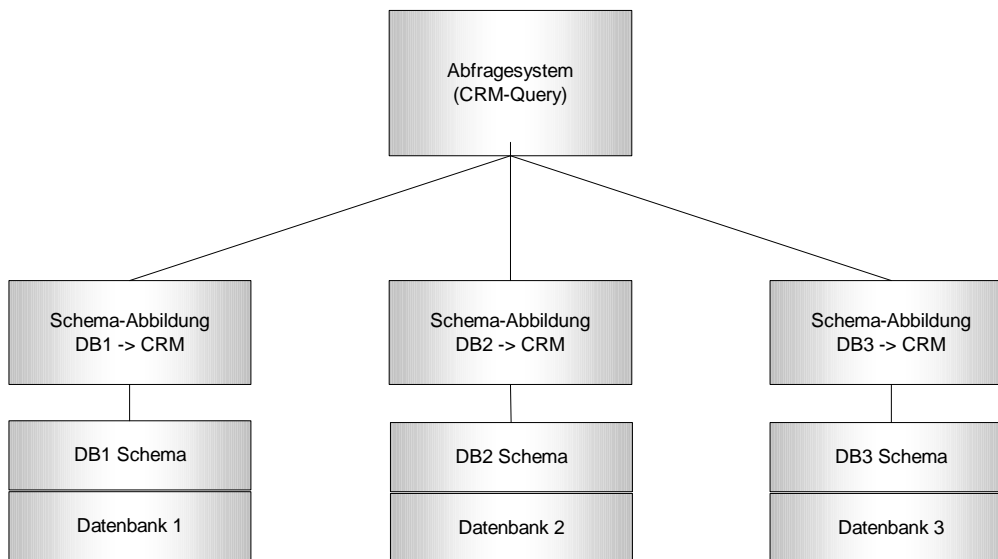 Abfragesystem
(CRM-Query)
Schema-Abbildung
DB1 -> CRM
Schema-Abbildung
DB2 -> CRM
Schema-Abbildung
DB3 -> CRM
DB1 Schema
DB2 Schema
DB3 Schema
Datenbank 1
Datenbank 2
Datenbank 3